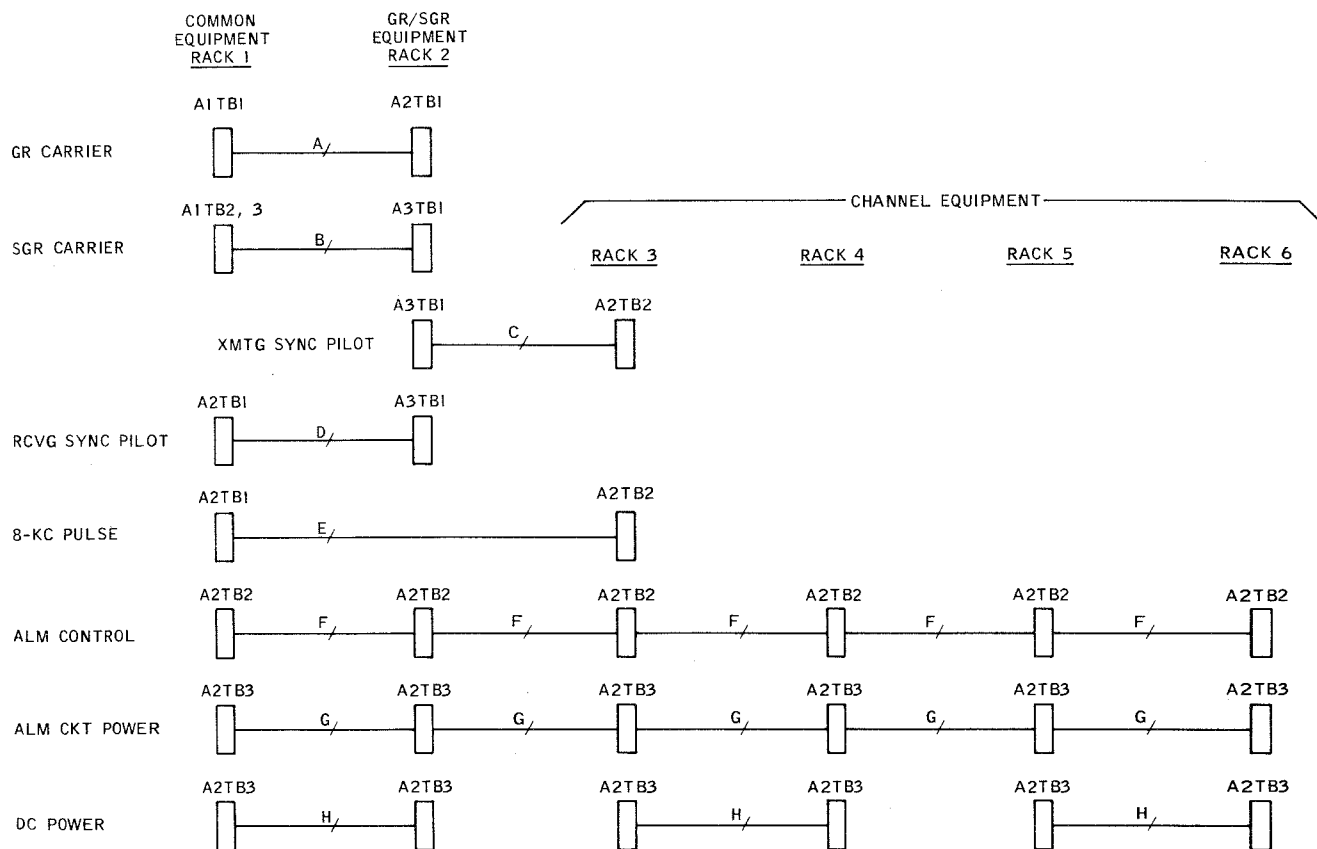 COMMON
EQUIPMENT
RACK 1
GR/SGR
EQUIPMENT
RACK 2
A1TB1
A2TB1
GR CARRIER
A
CHANNEL EQUIPMENT
A1TB2, 3
A3TB1
SGR CARRIER
B
RACK 3
RACK 4
RACK 5
RACK 6
A3TB1
A2TB2
XMTG SYNC PILOT
C
A2TB1
A3TB1
RCVG SYNC PILOT
D
A2TB1
A2TB2
8-KC PULSE
E
A2TB2
A2TB2
A2TB2
A2TB2
A2TB2
A2TB2
ALM CONTROL
F
F
F
F
F
A2TB3
A2TB3
A2TB3
A2TB3
A2TB3
A2TB3
ALM CKT POWER
G
G
G
G
G
A2TB3
A2TB3
A2TB3
A2TB3
A2TB3
A2TB3
DC POWER
H
H
H